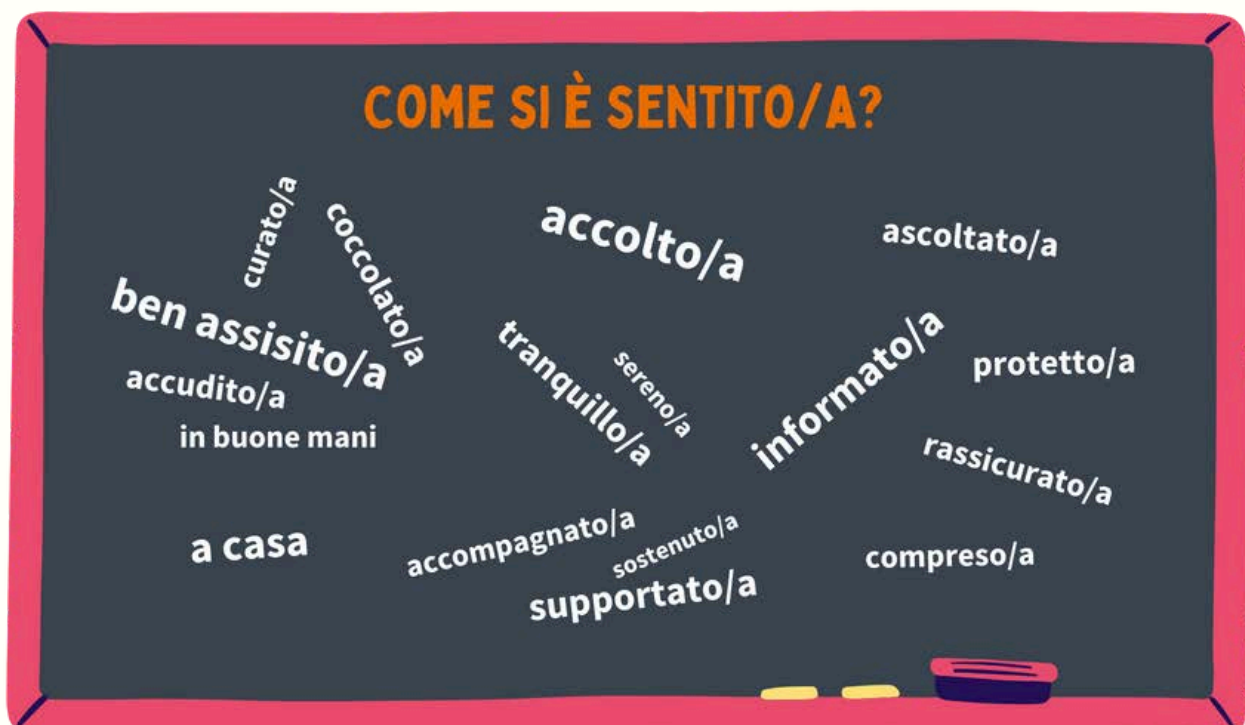 COME SI È SENTITO/A?
curato/a
coccolato/a
accolto/a
ascoltato/a
ben assisito/a
tranquillo/a
sereno/a
informato/a
protetto/a
accudito/a
in buone mani
rassicurato/a
a casa
accompagnato/a
sostenuto/a
supportato/a
compreso/a